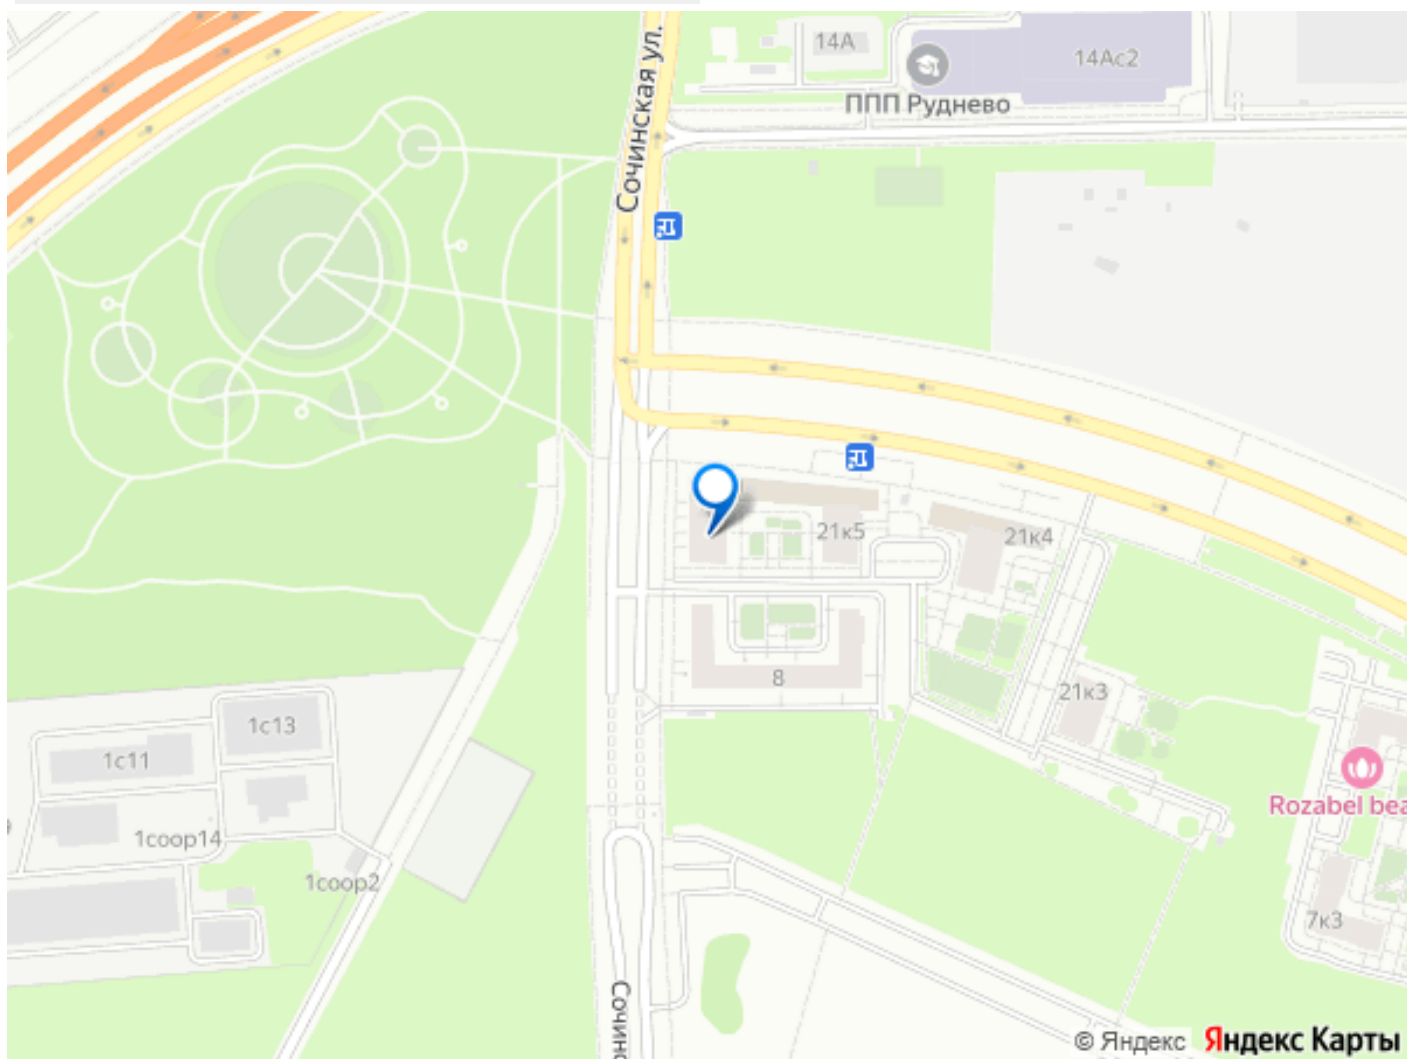 Сочинская ул.
14А
14Ас2
ППП Руднево
21к5
21к4
8
21к3
1с13
1с11
1соор14
1соор2
Rozabel bea
7к3
Сочинс
© Яндекс Яндекс Карты